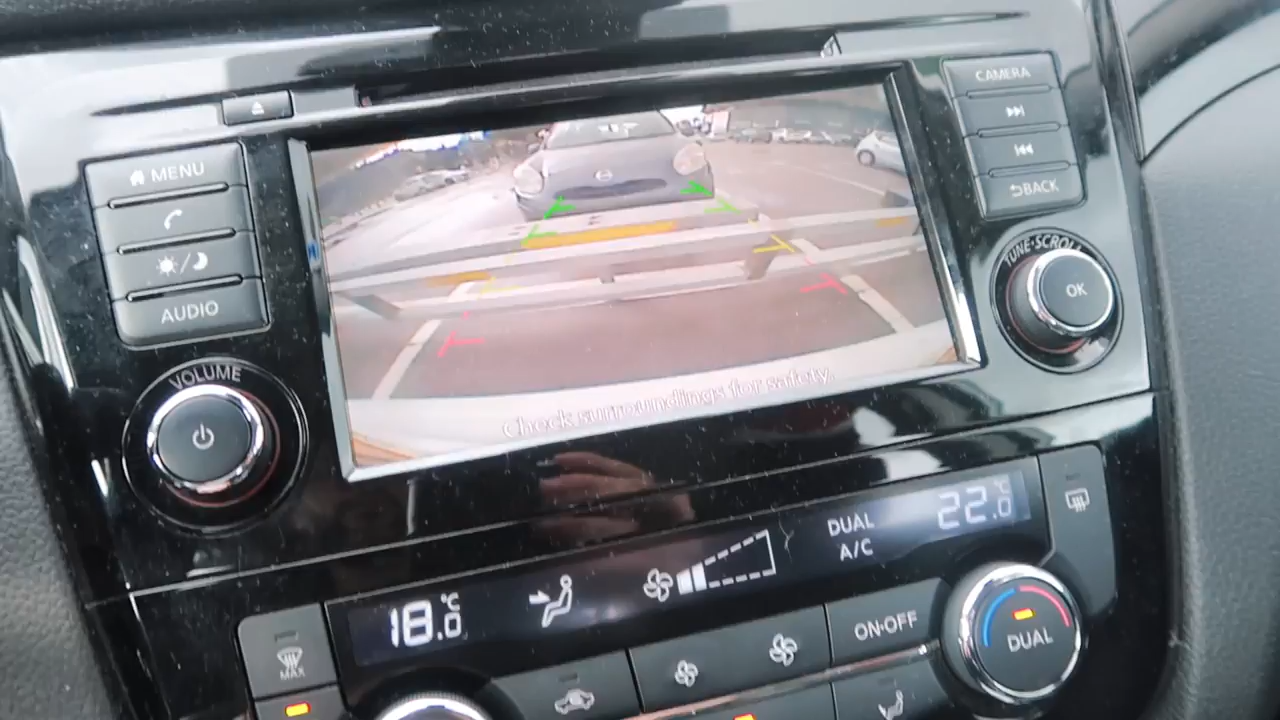 MENU
AUDIO
VOLUME
CAMERA
BACK
TUNE·SCROLL
OK
Check surroundings for safety.
18.0 °C
DUAL
A/C
22.0 °C
MAX
ON·OFF
DUAL